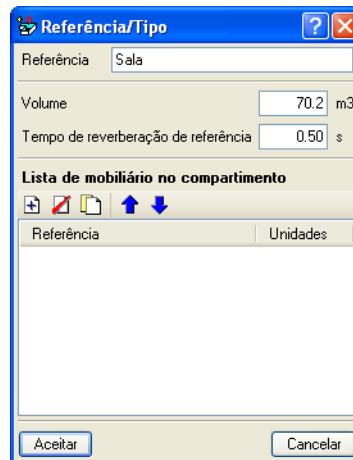 Referência/Tipo
Referência Sala
Volume 70.2 m3
Tempo de reverberação de referência 0.50 s
Lista de mobiliário no compartimento
Referência Unidades
Aceitar Cancelar